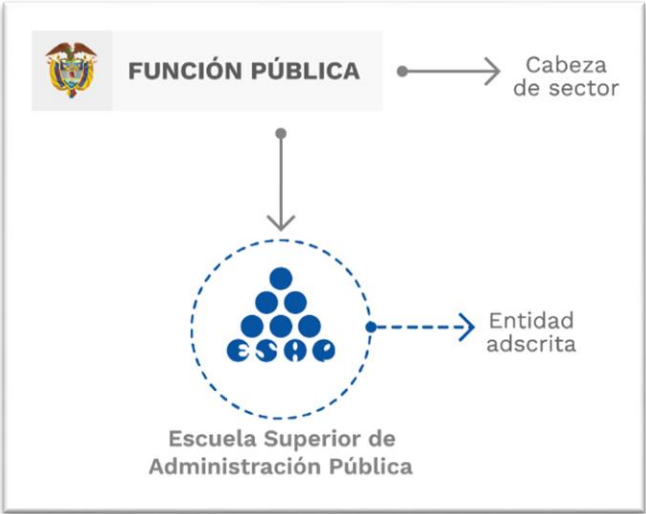 FUNCIÓN PÚBLICA
Cabeza
de sector
ESAP
Entidad
adscrita
Escuela Superior de
Administración Pública